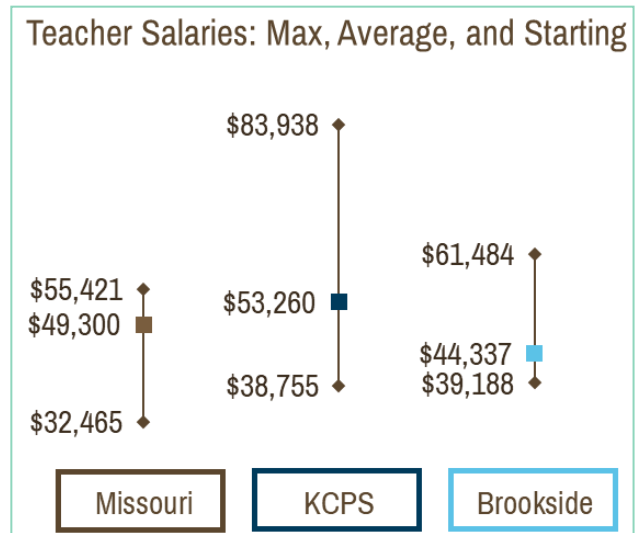 Teacher Salaries: Max, Average, and Starting
$83,938
$61,484
$55,421
$49,300
$53,260
$44,337
$39,188
$38,755
$32,465
Missouri
KCPS
Brookside